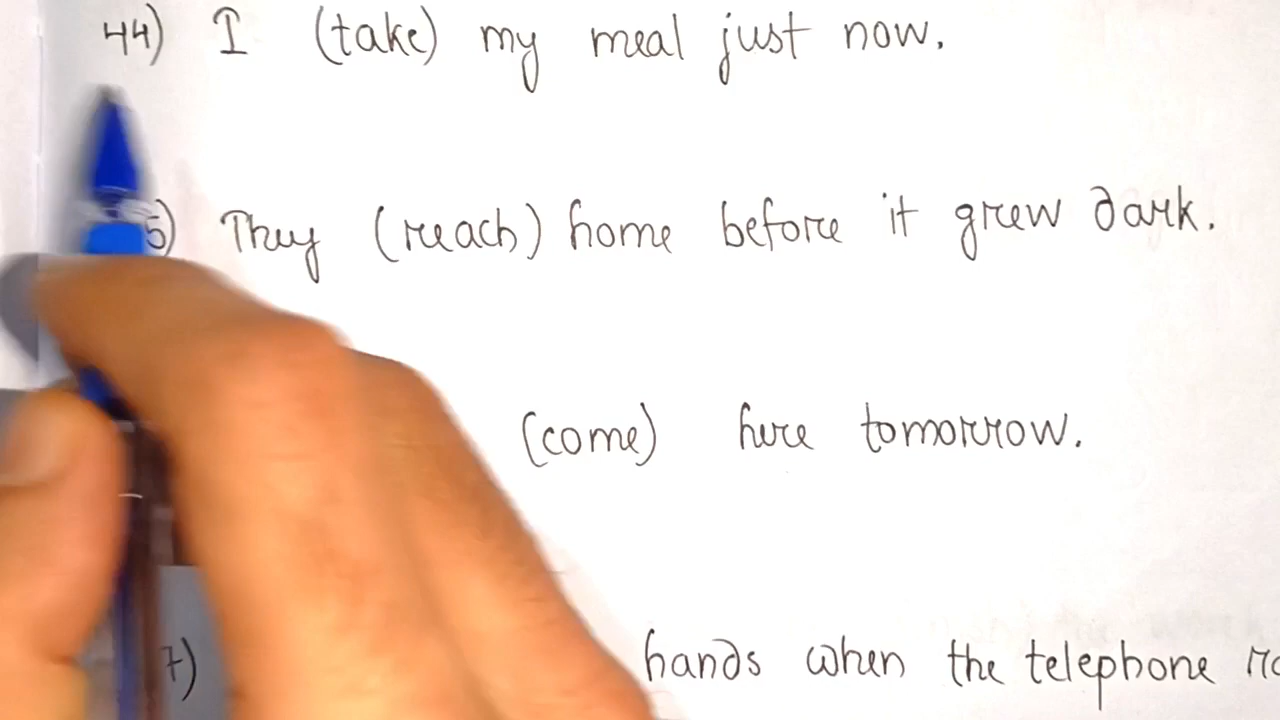 44) I (take) my meal just now.
5) They (reach) home before it grew dark.
(come) here tomorrow.
7) hands when the telephone